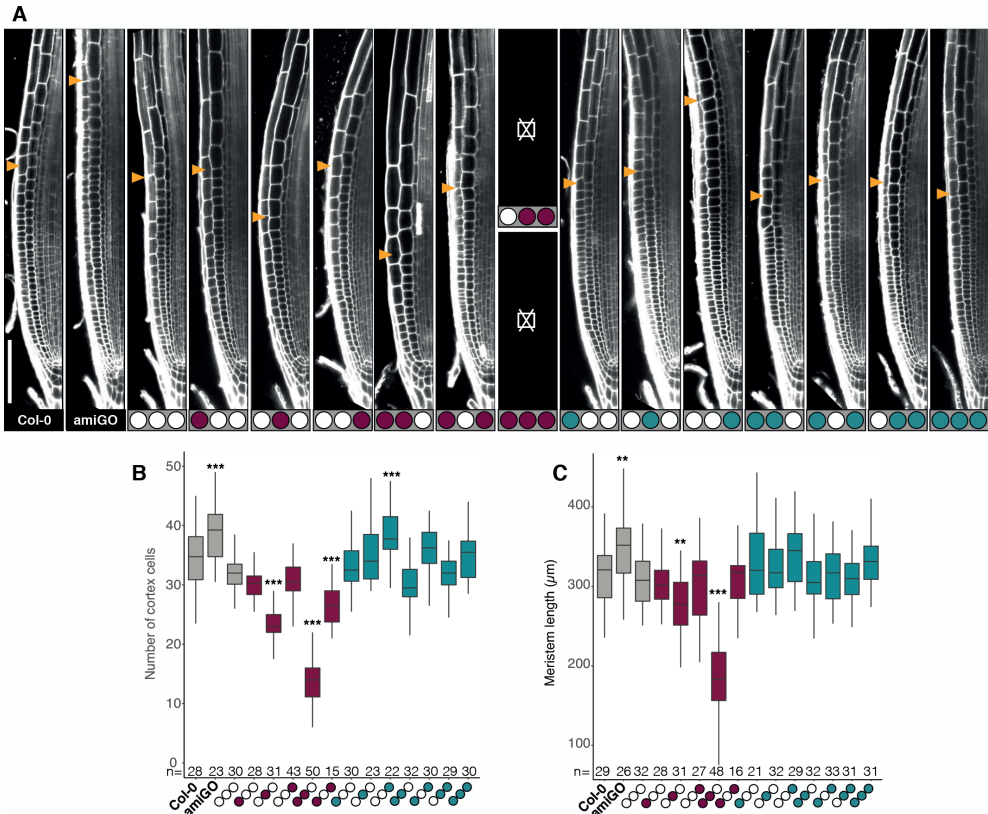 A
Col-0 amiGO
B
C
Number of cortex cells
50
40
30
20
10
0
*** *** *** *** ***
n= 28 23 30 28 31 43 50 15 30 23 22 32 30 29 30
Col-0
amiGO
Meristem length (µm)
400
300
200
100
** ** ***
n= 29 26 32 28 31 27 48 16 21 32 29 32 33 31 31
Col-0
amiGO